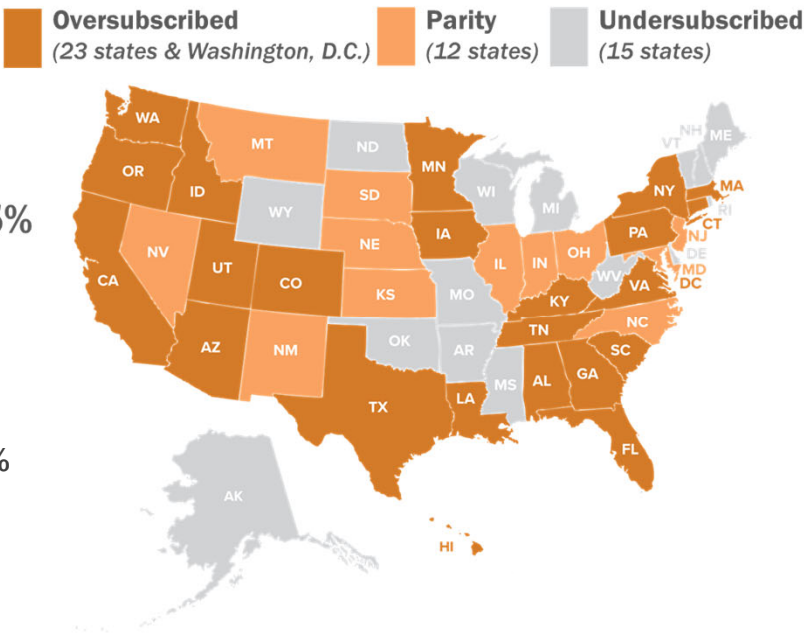 Oversubscribed
(23 states & Washington, D.C.)
Parity
(12 states)
Undersubscribed
(15 states)
WA
MT
ND
MN
OR
ID
WY
SD
WI
MI
NH
VT
ME
NY
MA
RI
CT
5%
NV
UT
CO
NE
IA
IL
IN
OH
PA
NJ
DE
MD
DC
WV
VA
CA
KS
MO
KY
NC
TN
AZ
NM
OK
AR
SC
MS
AL
GA
TX
LA
FL
%
AK
HI